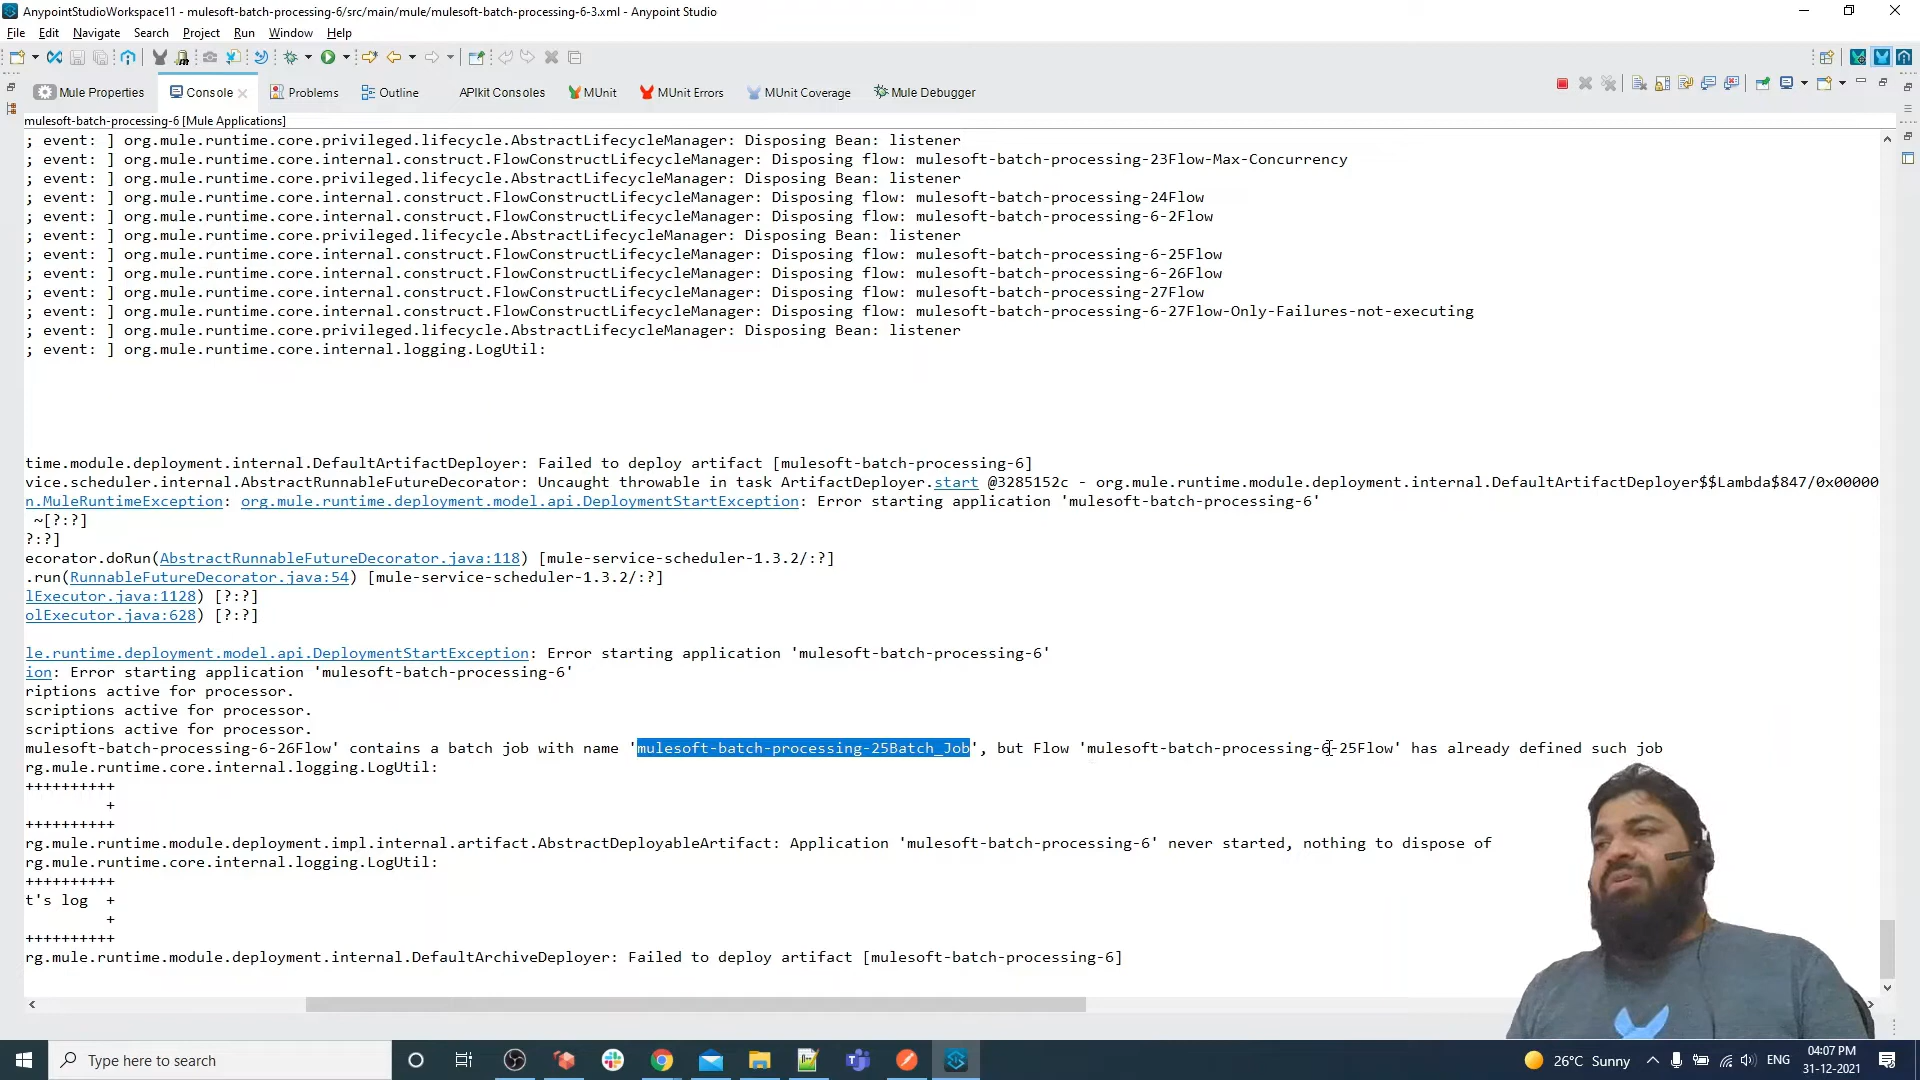 AnypointStudioWorkspace11 - mulesoft-batch-processing-6/src/main/mule/mulesoft-batch-processing-6-3.xml - Anypoint Studio
File Edit Navigate Search Project Run Window Help
Mule Properties Console Problems Outline APIkit Consoles MUnit MUnit Errors MUnit Coverage Mule Debugger
mulesoft-batch-processing-6 [Mule Applications]
; event: ] org.mule.runtime.core.privileged.lifecycle.AbstractLifecycleManager: Disposing Bean: listener
; event: ] org.mule.runtime.core.internal.construct.FlowConstructLifecycleManager: Disposing flow: mulesoft-batch-processing-23Flow-Max-Concurrency
; event: ] org.mule.runtime.core.privileged.lifecycle.AbstractLifecycleManager: Disposing Bean: listener
; event: ] org.mule.runtime.core.internal.construct.FlowConstructLifecycleManager: Disposing flow: mulesoft-batch-processing-24Flow
; event: ] org.mule.runtime.core.internal.construct.FlowConstructLifecycleManager: Disposing flow: mulesoft-batch-processing-6-2Flow
; event: ] org.mule.runtime.core.privileged.lifecycle.AbstractLifecycleManager: Disposing Bean: listener
; event: ] org.mule.runtime.core.internal.construct.FlowConstructLifecycleManager: Disposing flow: mulesoft-batch-processing-6-25Flow
; event: ] org.mule.runtime.core.internal.construct.FlowConstructLifecycleManager: Disposing flow: mulesoft-batch-processing-6-26Flow
; event: ] org.mule.runtime.core.internal.construct.FlowConstructLifecycleManager: Disposing flow: mulesoft-batch-processing-27Flow
; event: ] org.mule.runtime.core.internal.construct.FlowConstructLifecycleManager: Disposing flow: mulesoft-batch-processing-6-27Flow-Only-Failures-not-executing
; event: ] org.mule.runtime.core.privileged.lifecycle.AbstractLifecycleManager: Disposing Bean: listener
; event: ] org.mule.runtime.core.internal.logging.LogUtil:
time.module.deployment.internal.DefaultArtifactDeployer: Failed to deploy artifact [mulesoft-batch-processing-6]
vice.scheduler.internal.AbstractRunnableFutureDecorator: Uncaught throwable in task ArtifactDeployer.start @3285152c - org.mule.runtime.module.deployment.internal.DefaultArtifactDeployer$$Lambda$847/0x00000
n.MuleRuntimeException: org.mule.runtime.deployment.model.api.DeploymentStartException: Error starting application 'mulesoft-batch-processing-6'
~[?:?]
?:?]
ecorator.doRun(AbstractRunnableFutureDecorator.java:118) [mule-service-scheduler-1.3.2/:?]
.run(RunnableFutureDecorator.java:54) [mule-service-scheduler-1.3.2/:?]
lExecutor.java:1128) [?:?]
olExecutor.java:628) [?:?]
le.runtime.deployment.model.api.DeploymentStartException: Error starting application 'mulesoft-batch-processing-6'
ion: Error starting application 'mulesoft-batch-processing-6'
riptions active for processor.
scriptions active for processor.
scriptions active for processor.
mulesoft-batch-processing-6-26Flow' contains a batch job with name 'mulesoft-batch-processing-25Batch_Job', but Flow 'mulesoft-batch-processing-6-25Flow' has already defined such job
rg.mule.runtime.core.internal.logging.LogUtil:
++++++++++
+
++++++++++
rg.mule.runtime.module.deployment.impl.internal.artifact.AbstractDeployableArtifact: Application 'mulesoft-batch-processing-6' never started, nothing to dispose of
rg.mule.runtime.core.internal.logging.LogUtil:
++++++++++
t's log +
+
++++++++++
rg.mule.runtime.module.deployment.internal.DefaultArchiveDeployer: Failed to deploy artifact [mulesoft-batch-processing-6]
Type here to search
26°C Sunny
ENG
04:07 PM
31-12-2021